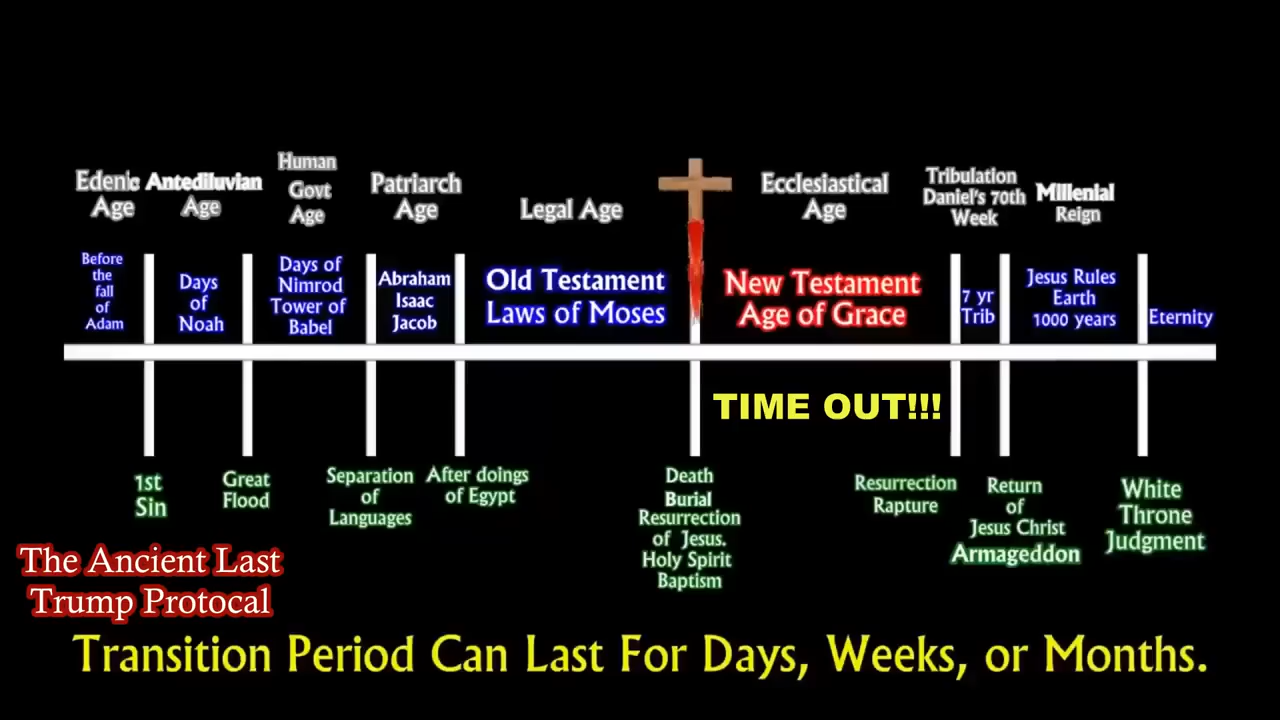 Edenic
Age
Antediluvian
Age
Human
Govt
Age
Patriarch
Age
Legal Age
Ecclesiastical
Age
Tribulation
Daniel's 70th
Week
Millenial
Reign
Before
the
fall
of
Adam
Days
of
Noah
Days of
Nimrod
Tower of
Babel
Abraham
Isaac
Jacob
Old Testament
Laws of Moses
New Testament
Age of Grace
7 yr
Trib
Jesus Rules
Earth
1000 years
Eternity
TIME OUT!!!
1st
Sin
Great
Flood
Separation
of
Languages
After doings
of Egypt
Death
Burial
Resurrection
of Jesus.
Holy Spirit
Baptism
Resurrection
Rapture
Return
of
Jesus Christ
Armageddon
White
Throne
Judgment
The Ancient Last
Trump Protocal
Transition Period Can Last For Days, Weeks, or Months.